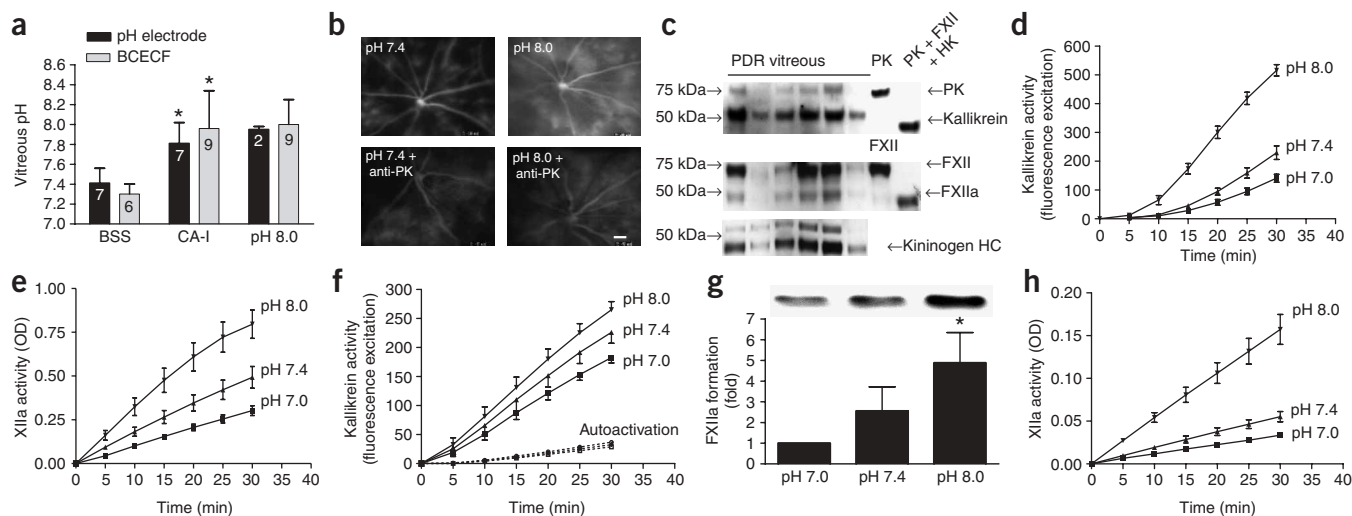 a
pH electrode
BCECF
Vitreous pH
8.6
8.4
8.2
8.0
7.8
7.6
7.4
7.2
7.0
7
6
*
7
*
9
2
9
BSS
CA-I
pH 8.0
b
pH 7.4
pH 8.0
pH 7.4 +
anti-PK
pH 8.0 +
anti-PK
c
PDR vitreous
PK
PK + FXII
+ HK
75 kDa→
50 kDa→
←PK
←Kallikrein
FXII
75 kDa→
50 kDa→
←FXII
←FXIIa
50 kDa→
←Kininogen HC
d
Kallikrein activity
(fluorescence excitation)
600
500
400
300
200
100
0
pH 8.0
pH 7.4
pH 7.0
0 5 10 15 20 25 30 35 40
Time (min)
e
XIIa activity (OD)
1.00
0.75
0.50
0.25
0.00
pH 8.0
pH 7.4
pH 7.0
0 5 10 15 20 25 30 35 40
Time (min)
f
Kallikrein activity
(fluorescence excitation)
300
250
200
150
100
50
0
pH 8.0
pH 7.4
pH 7.0
Autoactivation
0 5 10 15 20 25 30 35 40
Time (min)
g
FXIIa formation
(fold)
7
6
5
4
3
2
1
0
*
pH 7.0
pH 7.4
pH 8.0
h
XIIa activity (OD)
0.20
0.15
0.10
0.05
0.00
pH 8.0
pH 7.4
pH 7.0
0 5 10 15 20 25 30 35 40
Time (min)